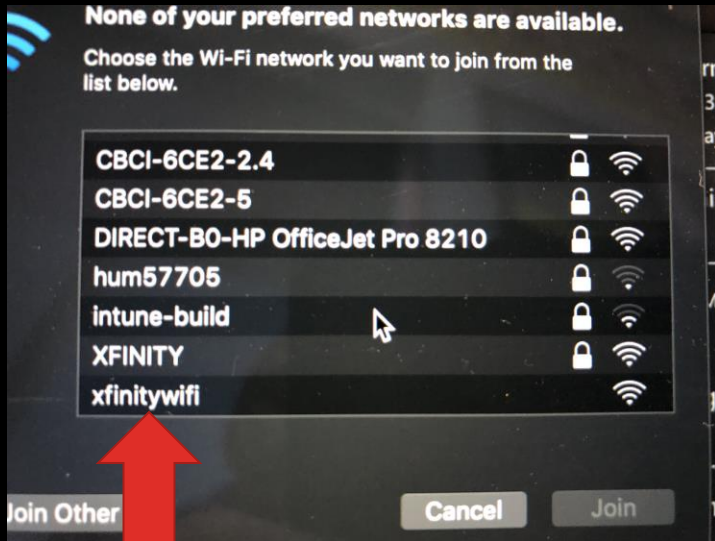 None of your preferred networks are available.
Choose the Wi-Fi network you want to join from the
list below.
CBCI-6CE2-2.4
CBCI-6CE2-5
DIRECT-B0-HP OfficeJet Pro 8210
hum57705
intune-build
XFINITY
xfinitywifi
Join Other
Cancel
Join